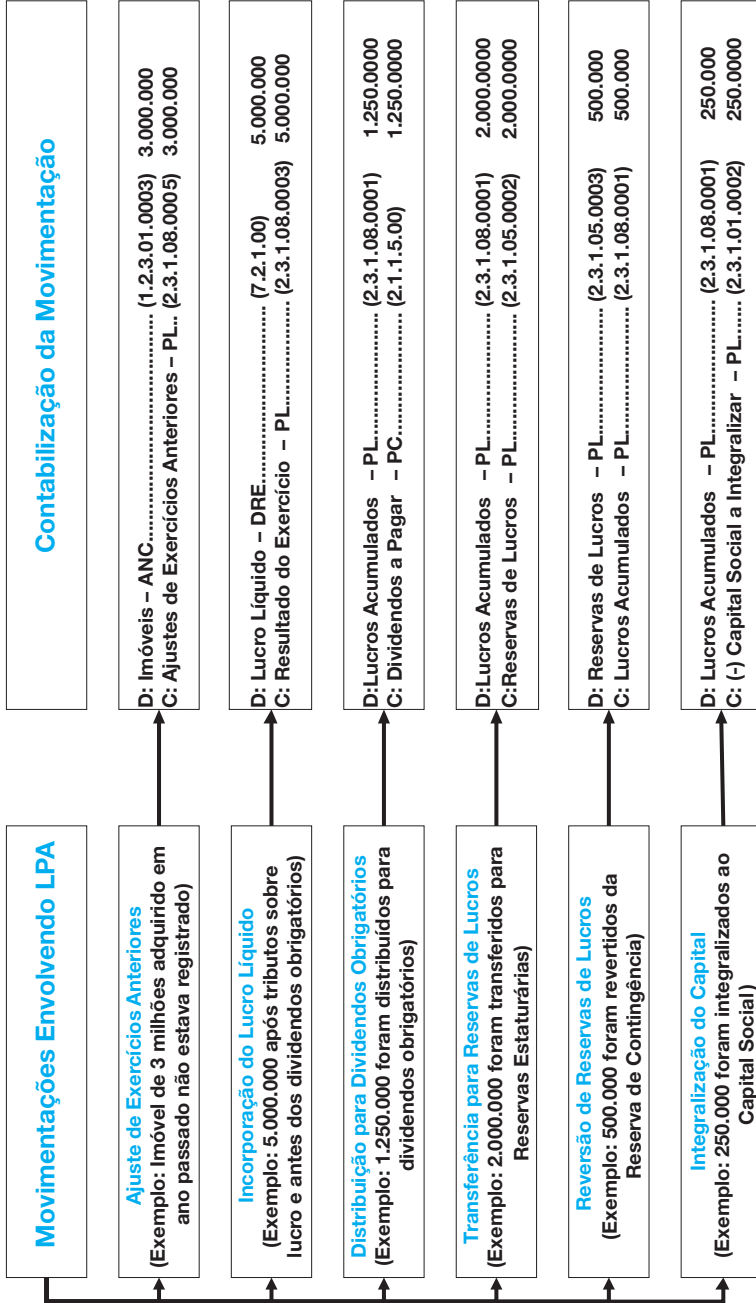 Movimentações Envolvendo LPA
Contabilização da Movimentação
Ajuste de Exercícios Anteriores
(Exemplo: Imóvel de 3 milhões adquirido em
ano passado não estava registrado)
D: Imóveis – ANC.................................................. (1.2.3.01.0003) 3.000.000
C: Ajustes de Exercícios Anteriores – PL.. (2.3.1.08.0005) 3.000.000
Incorporação do Lucro Líquido
(Exemplo: 5.000.000 após tributos sobre
lucro e antes dos dividendos obrigatórios)
D: Lucro Líquido – DRE............................... (7.2.1.00) 5.000.000
C: Resultado do Exercício – PL.................... (2.3.1.08.0003) 5.000.000
Distribuição para Dividendos Obrigatórios
(Exemplo: 1.250.000 foram distribuídos para
dividendos obrigatórios)
D:Lucros Acumulados – PL......................... (2.3.1.08.0001) 1.250.0000
C: Dividendos a Pagar – PC......................... (2.1.1.5.00) 1.250.0000
Transferência para Reservas de Lucros
(Exemplo: 2.000.000 foram transferidos para
Reservas Estaturárias)
D:Lucros Acumulados – PL........................ (2.3.1.08.0001) 2.000.0000
C:Reservas de Lucros – PL........................ (2.3.1.05.0002) 2.000.0000
Reversão de Reservas de Lucros
(Exemplo: 500.000 foram revertidos da
Reserva de Contingência)
D: Reservas de Lucros – PL....................... (2.3.1.05.0003) 500.000
C: Lucros Acumulados – PL....................... (2.3.1.08.0001) 500.000
Integralização do Capital
(Exemplo: 250.000 foram integralizados ao
Capital Social)
D: Lucros Acumulados – PL....................... (2.3.1.08.0001) 250.000
C: (-) Capital Social a Integralizar – PL....... (2.3.1.01.0002) 250.0000